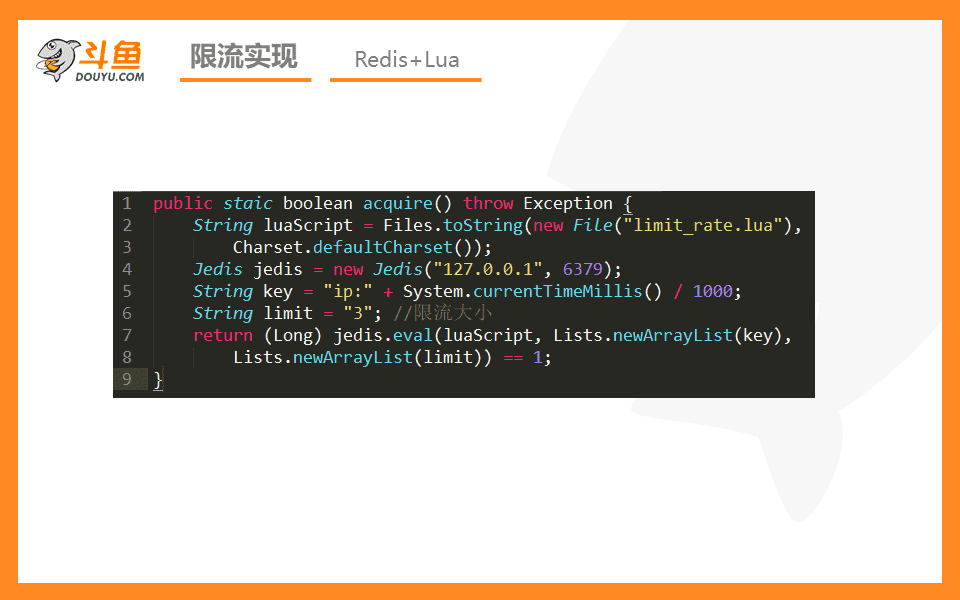 斗鱼
DOUYU.COM
限流实现
Redis+Lua
1 public staic boolean acquire() throw Exception {
2 String luaScript = Files.toString(new File("limit_rate.lua"),
3 Charset.defaultCharset());
4 Jedis jedis = new Jedis("127.0.0.1", 6379);
5 String key = "ip:" + System.currentTimeMillis() / 1000;
6 String limit = "3"; //限流大小
7 return (Long) jedis.eval(luaScript, Lists.newArrayList(key),
8 Lists.newArrayList(limit)) == 1;
9 }